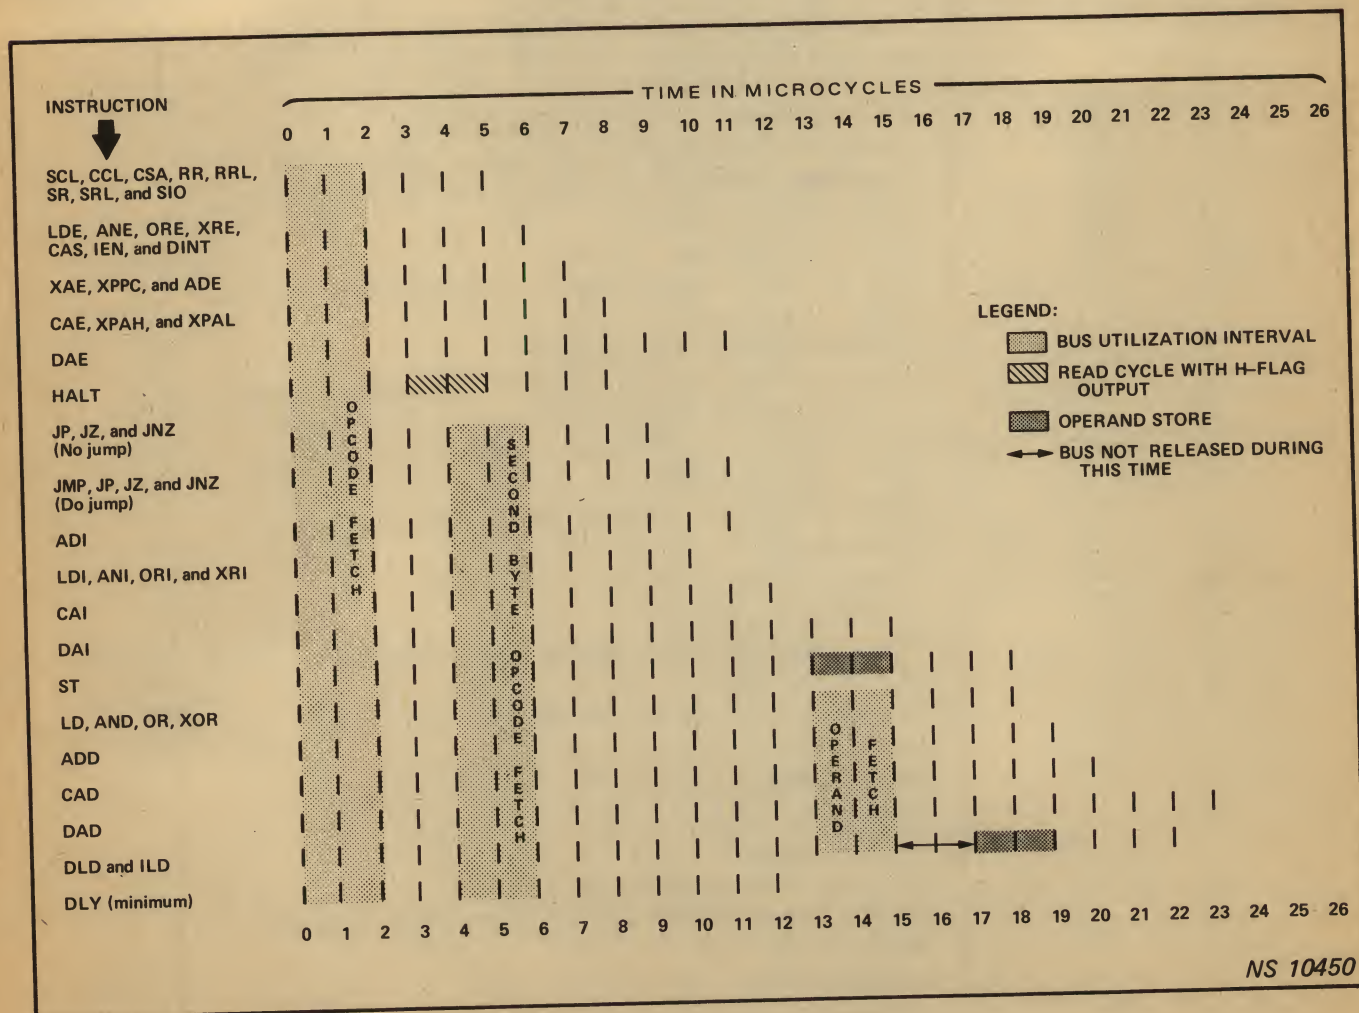 TIME IN MICROCYCLES
INSTRUCTION
0 1 2 3 4 5 6 7 8 9 10 11 12 13 14 15 16 17 18 19 20 21 22 23 24 25 26
SCL, CCL, CSA, RR, RRL,
SR, SRL, and SIO
LDE, ANE, ORE, XRE,
CAS, IEN, and DINT
XAE, XPPC, and ADE
CAE, XPAH, and XPAL
DAE
HALT
JP, JZ, and JNZ
(No jump)
JMP, JP, JZ, and JNZ
(Do jump)
ADI
LDI, ANI, ORI, and XRI
CAI
DAI
ST
LD, AND, OR, XOR
ADD
CAD
DAD
DLD and ILD
DLY (minimum)
OPCODE FETCH
SECOND BYTE OPCODE FETCH
OPERAND
FETCH
LEGEND:
BUS UTILIZATION INTERVAL
READ CYCLE WITH H-FLAG
OUTPUT
OPERAND STORE
BUS NOT RELEASED DURING
THIS TIME
0 1 2 3 4 5 6 7 8 9 10 11 12 13 14 15 16 17 18 19 20 21 22 23 24 25 26
NS 10450